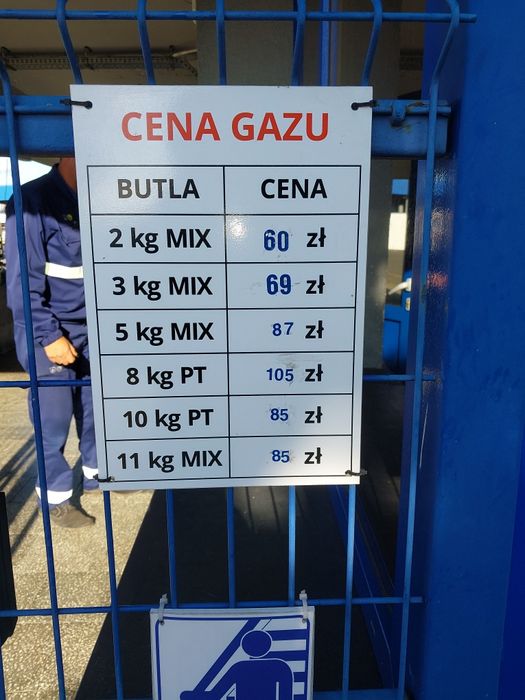 CENA GAZU
BUTLA CENA
2 kg MIX 60 zł
3 kg MIX 69 zł
5 kg MIX 87 zł
8 kg PT 105 zł
10 kg PT 85 zł
11 kg MIX 85 zł